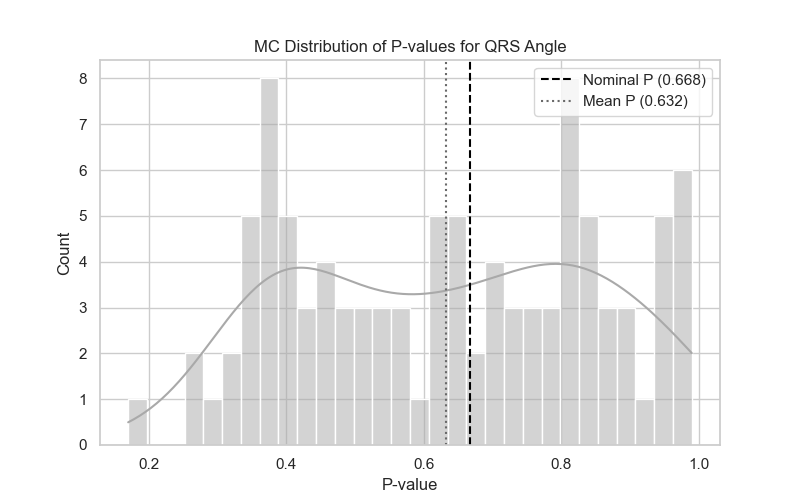 MC Distribution of P-values for QRS Angle
Nominal P (0.668)
Mean P (0.632)
8
7
6
5
4
3
2
1
0
Count
0.2
0.4
0.6
0.8
1.0
P-value